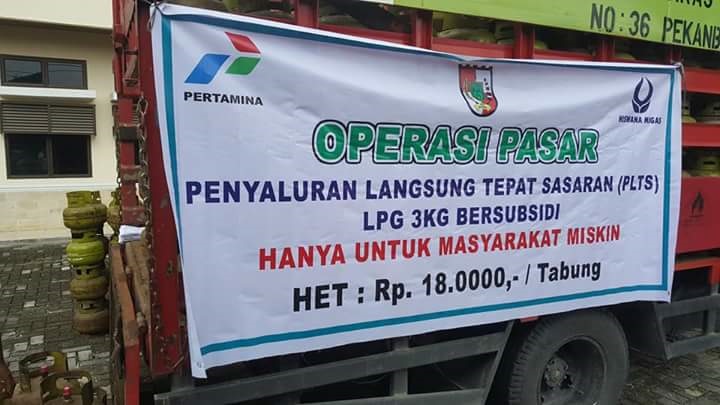 NO:36 PEKANB
PERTAMINA
HISWANA MIGAS
OPERASI PASAR
PENYALURAN LANGSUNG TEPAT SASARAN (PLTS)
LPG 3KG BERSUBSIDI
HANYA UNTUK MASYARAKAT MISKIN
HET : Rp. 18.0000,- / Tabung